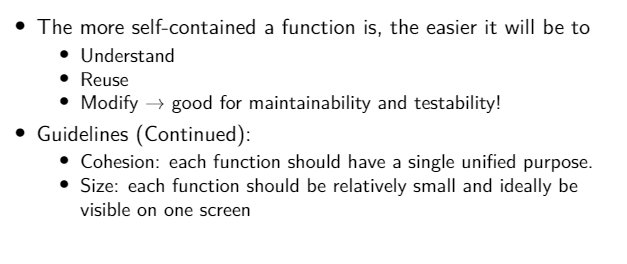 • The more self-contained a function is, the easier it will be to
• Understand
• Reuse
• Modify → good for maintainability and testability!
• Guidelines (Continued):
• Cohesion: each function should have a single unified purpose.
• Size: each function should be relatively small and ideally be
visible on one screen